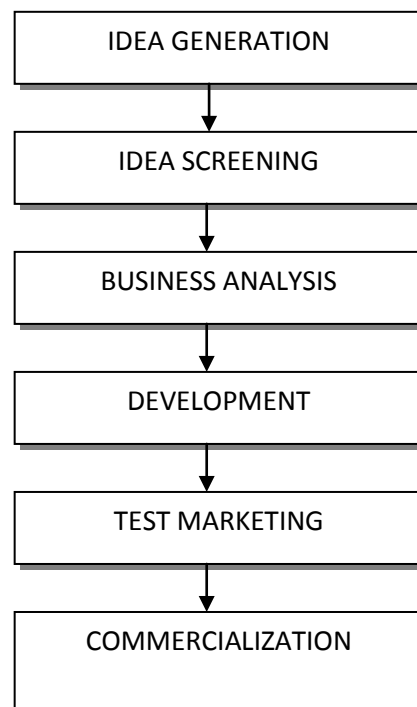 IDEA GENERATION
IDEA SCREENING
BUSINESS ANALYSIS
DEVELOPMENT
TEST MARKETING
COMMERCIALIZATION